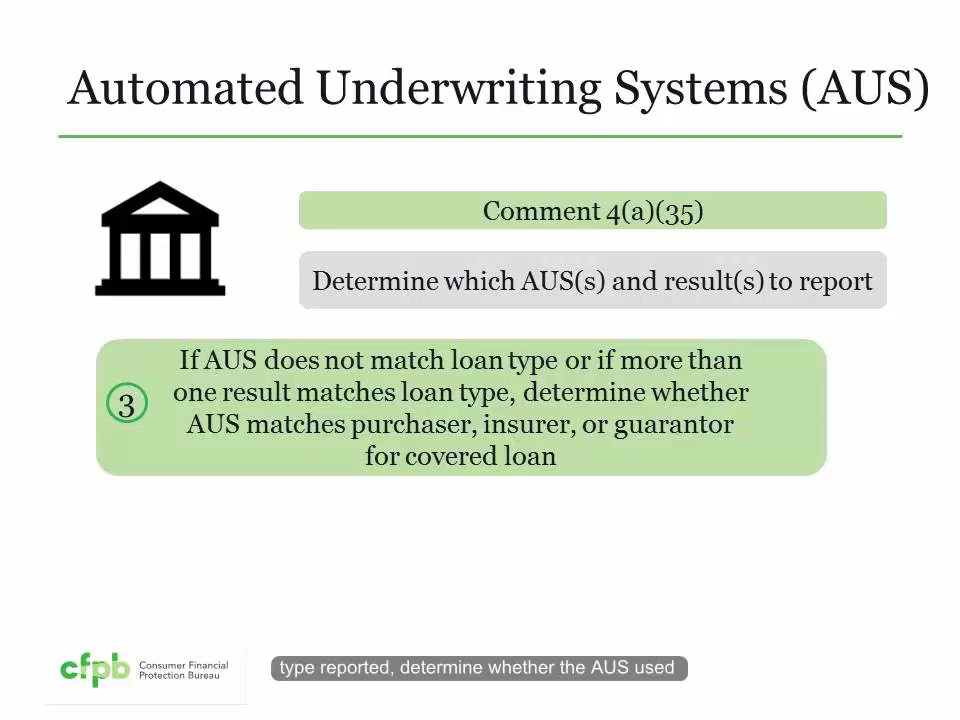 Automated Underwriting Systems (AUS)
Comment 4(a)(35)
Determine which AUS(s) and result(s) to report
3
If AUS does not match loan type or if more than
one result matches loan type, determine whether
AUS matches purchaser, insurer, or guarantor
for covered loan
cfpb
Consumer Financial
Protection Bureau
type reported, determine whether the AUS used